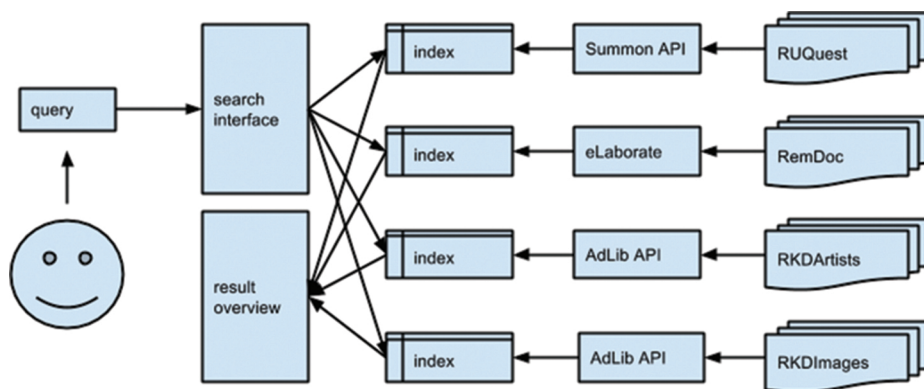 query
search
interface
result
overview
index
Summon API
RUQuest
index
eLaborate
RemDoc
index
AdLib API
RKDArtists
index
AdLib API
RKDImages